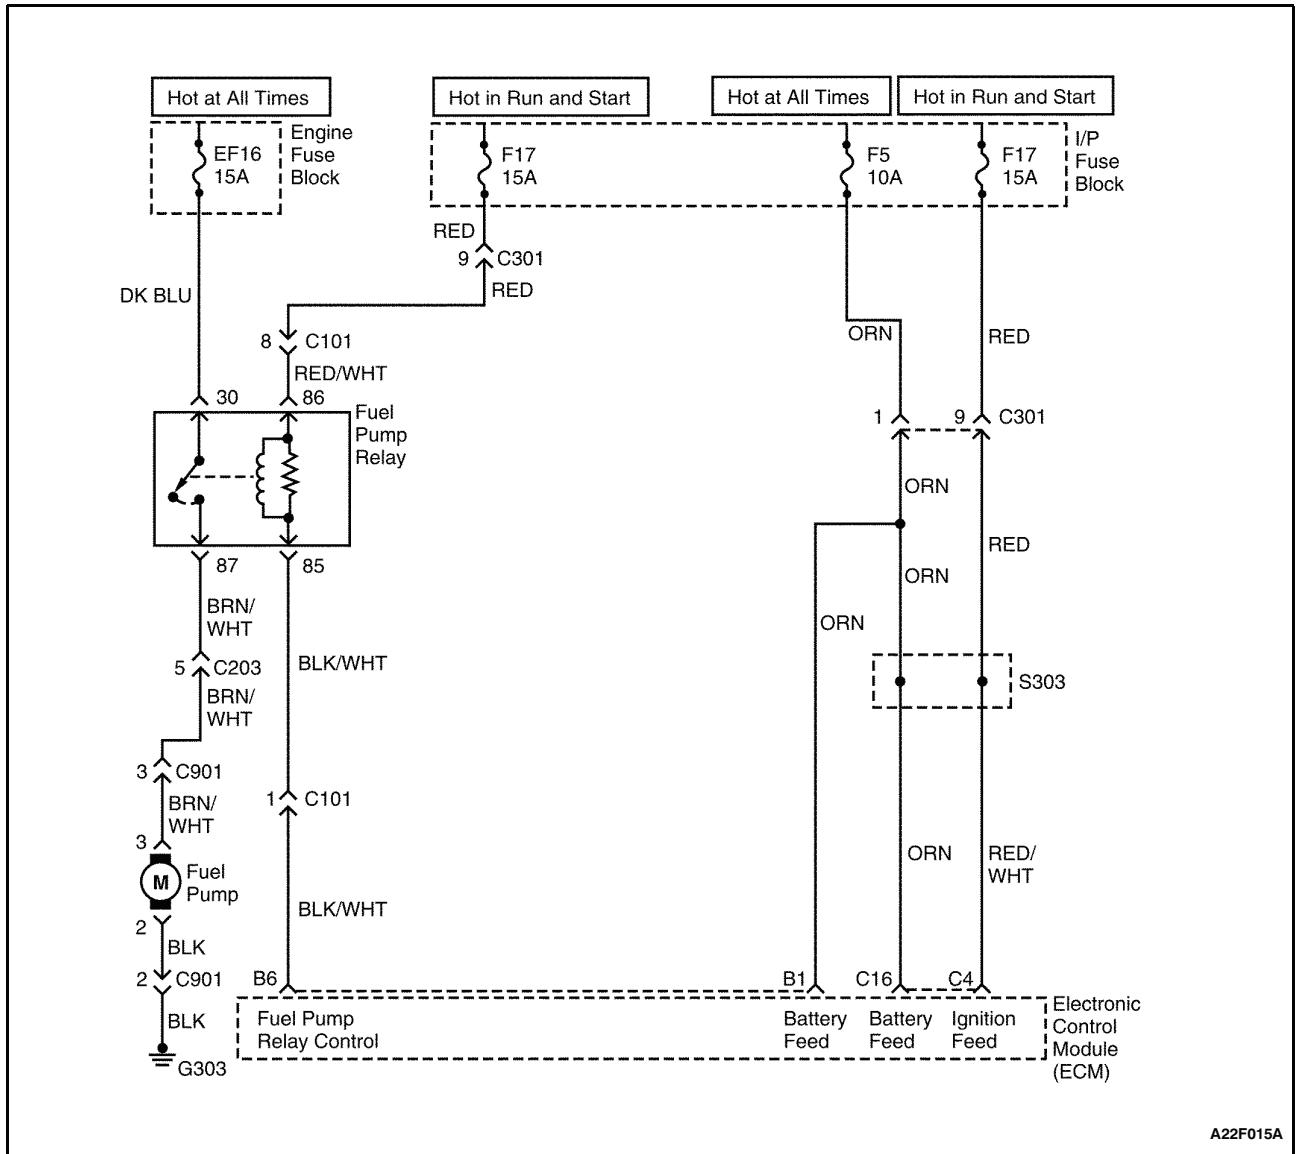 Hot at All Times
Hot in Run and Start
Hot at All Times
Hot in Run and Start
EF16
15A
Engine
Fuse
Block
F17
15A
F5
10A
F17
15A
I/P
Fuse
Block
RED
9 C301
RED
DK BLU
8 C101
RED/WHT
ORN
RED
30
86
Fuel
Pump
Relay
1
9 C301
ORN
RED
87
85
ORN
BRN/
WHT
ORN
5 C203
BLK/WHT
BRN/
WHT
S303
3 C901
1 C101
BRN/
WHT
3
M
Fuel
Pump
ORN
RED/
WHT
2
BLK/WHT
BLK
2 C901
BLK
G303
B6
B1
C16
C4
Fuel Pump
Relay Control
Battery
Feed
Battery
Feed
Ignition
Feed
Electronic
Control
Module
(ECM)
A22F015A